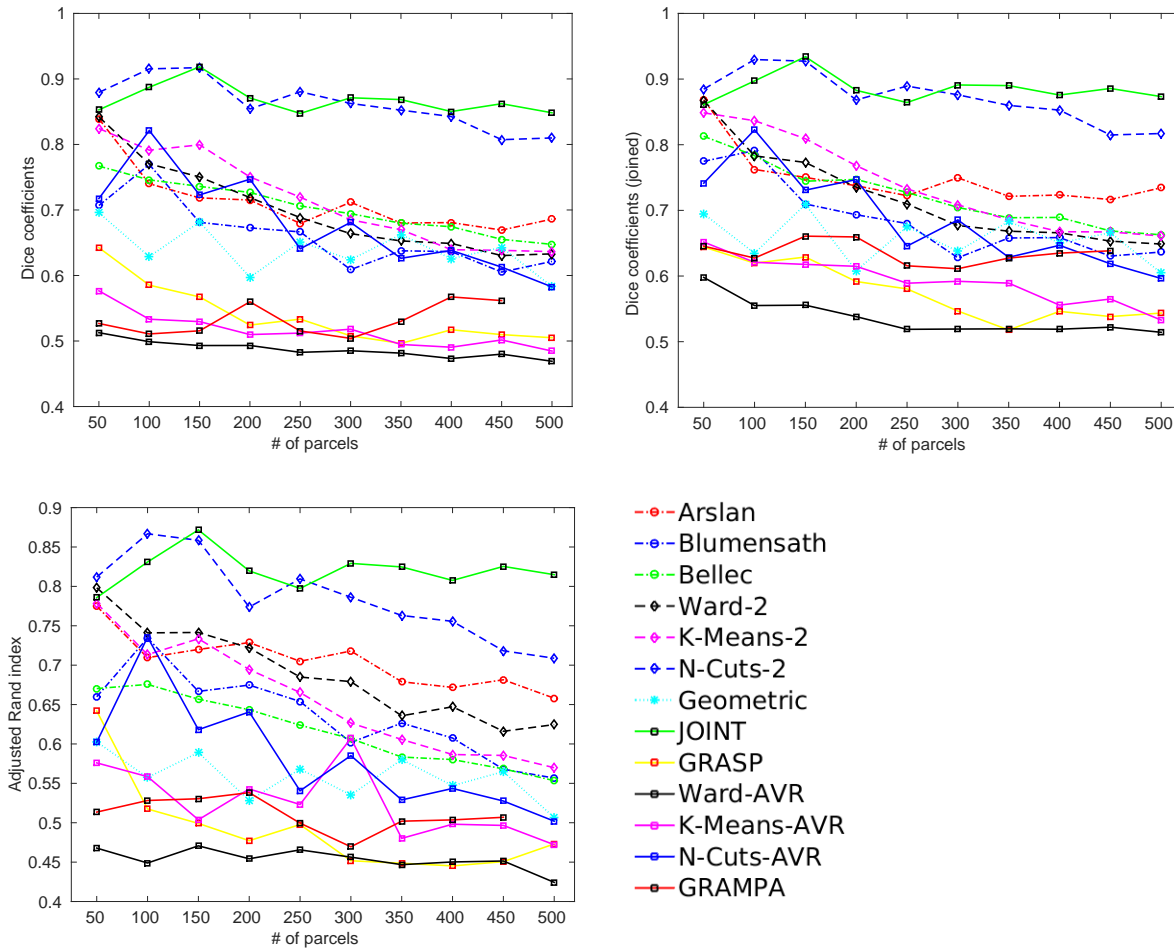 1
0.9
0.8
0.7
0.6
0.5
0.4
Dice coefficients
50 100 150 200 250 300 350 400 450 500
# of parcels
1
0.9
0.8
0.7
0.6
0.5
0.4
Dice coefficients (joined)
50 100 150 200 250 300 350 400 450 500
# of parcels
0.9
0.85
0.8
0.75
0.7
0.65
0.6
0.55
0.5
0.45
0.4
Adjusted Rand index
50 100 150 200 250 300 350 400 450 500
# of parcels
Arslan
Blumensath
Bellec
Ward-2
K-Means-2
N-Cuts-2
Geometric
JOINT
GRASP
Ward-AVR
K-Means-AVR
N-Cuts-AVR
GRAMPA